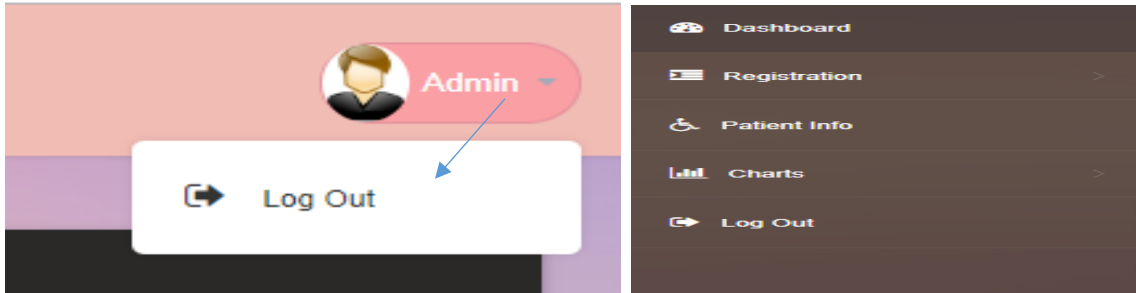 Admin
Log Out
Dashboard
Registration >
Patient Info
Charts >
Log Out